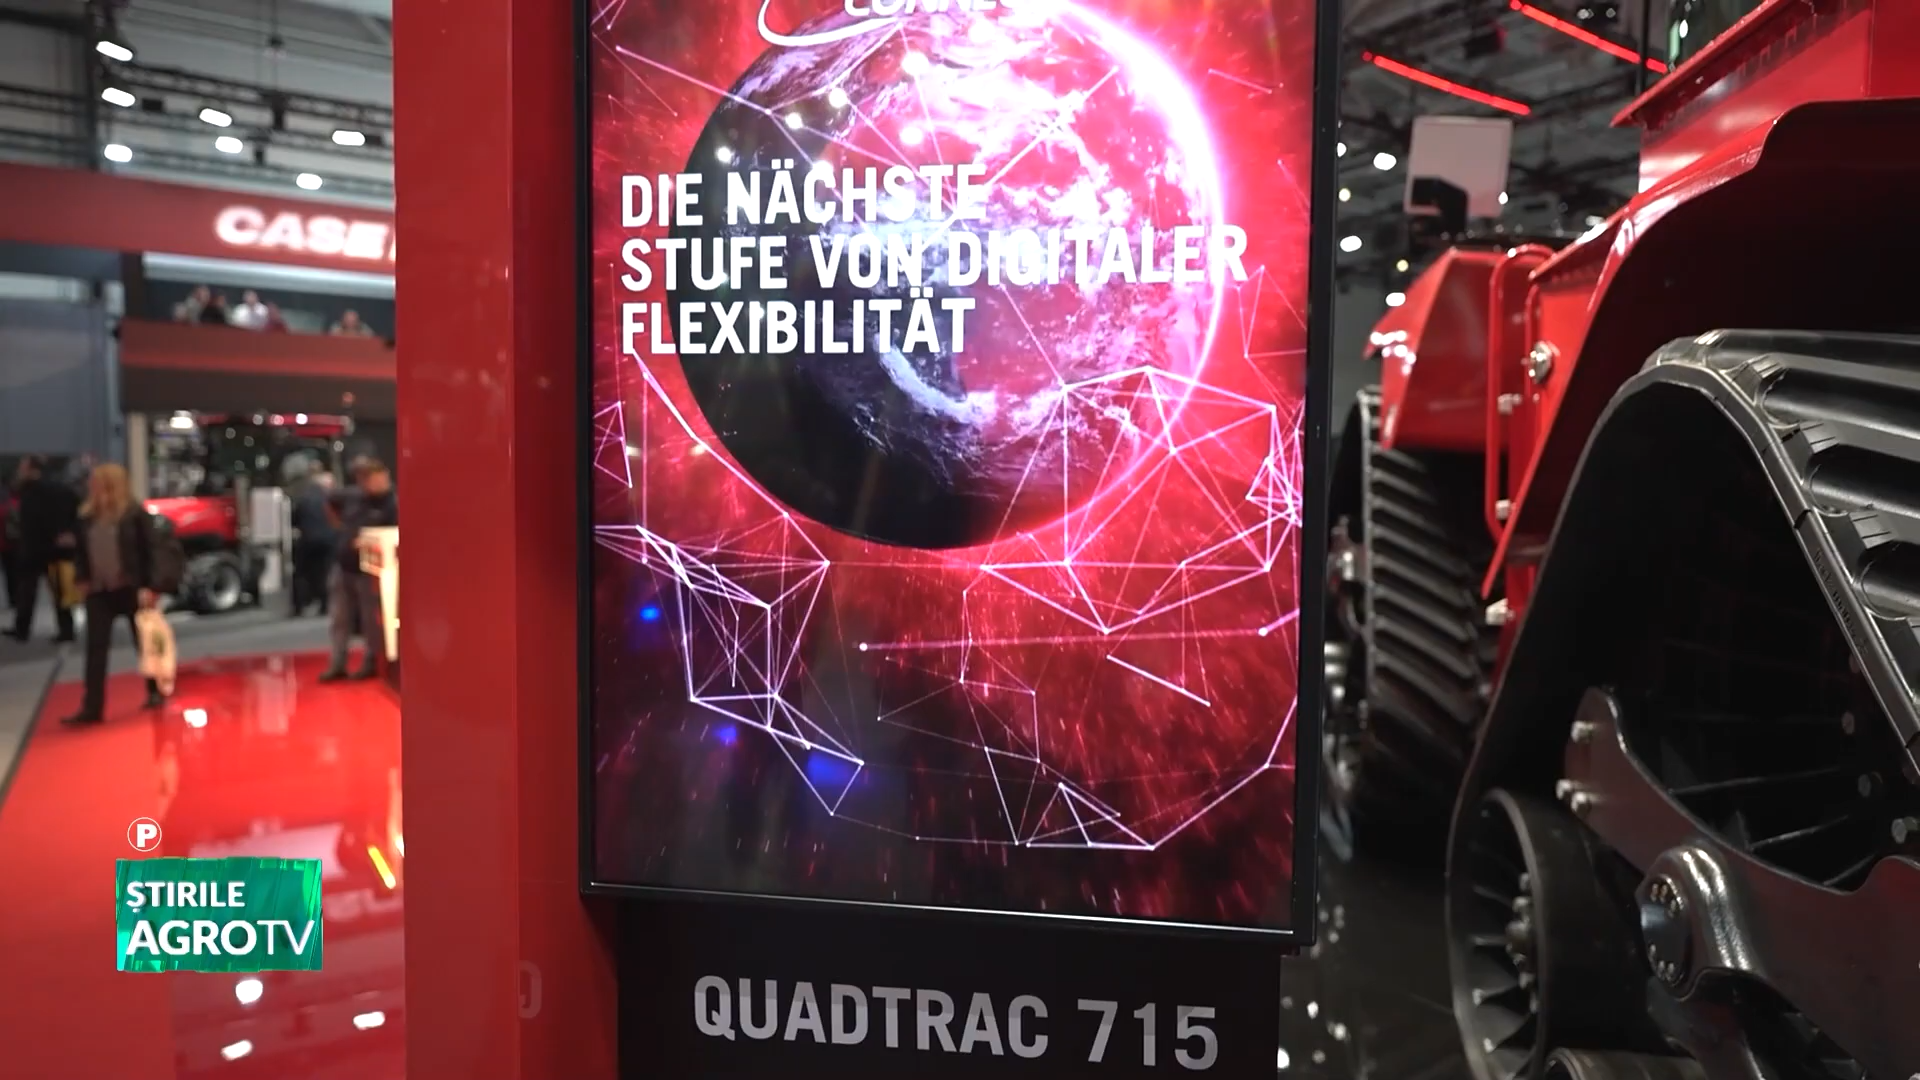 CASE
DIE NÄCHSTE
STUFE VON DIGITALER
FLEXIBILITÄT
P
ȘTIRILE
AGROTV
QUADTRAC 715